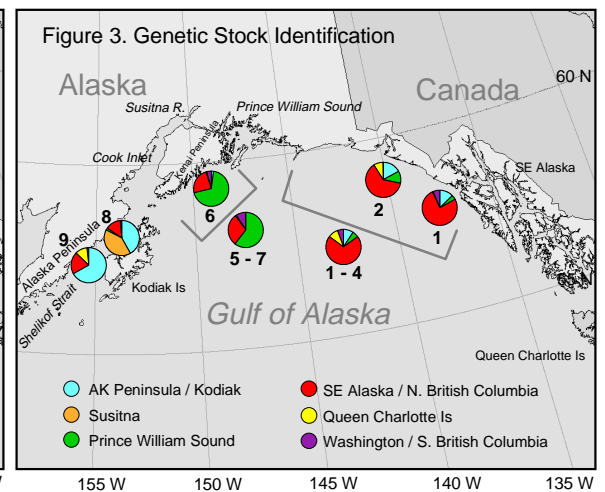 Figure 3. Genetic Stock Identification
60 N
Alaska
Canada
Susitna R.
Prince William Sound
Cook Inlet
Kenai Peninsula
SE Alaska
6
2
1
8
9
5 - 7
1 - 4
Alaska Peninsula
Kodiak Is
Shelikof Strait
Gulf of Alaska
Queen Charlotte Is
AK Peninsula / Kodiak
Susitna
Prince William Sound
SE Alaska / N. British Columbia
Queen Charlotte Is
Washington / S. British Columbia
155 W
150 W
145 W
140 W
135 W